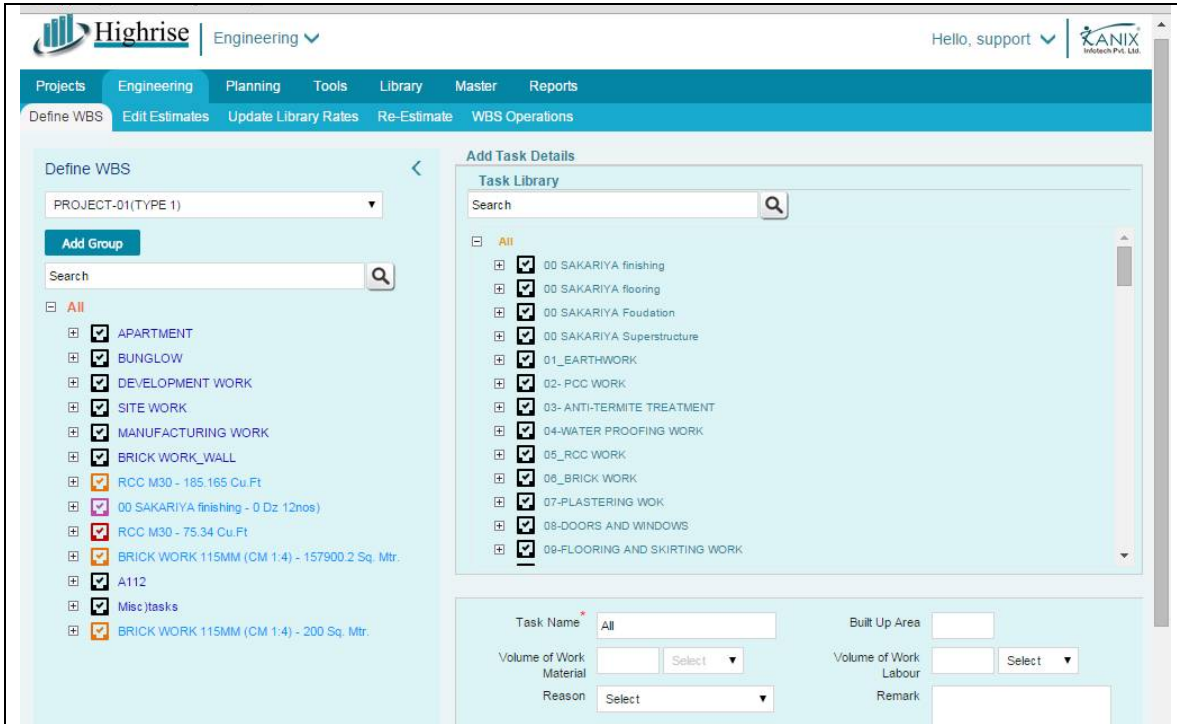 Highrise Engineering
Hello, support
KANIX
Infotech Pvt. Ltd.
Projects Engineering Planning Tools Library Master Reports
Define WBS Edit Estimates Update Library Rates Re-Estimate WBS Operations
Define WBS
PROJECT-01(TYPE 1)
Add Group
Search
All
APARTMENT
BUNGLOW
DEVELOPMENT WORK
SITE WORK
MANUFACTURING WORK
BRICK WORK_WALL
RCC M30 - 185.165 Cu.Ft
00 SAKARIYA finishing - 0 Dz 12nos)
RCC M30 - 75.34 Cu.Ft
BRICK WORK 115MM (CM 1:4) - 157900.2 Sq. Mtr.
A112
Misc)tasks
BRICK WORK 115MM (CM 1:4) - 200 Sq. Mtr.
Add Task Details
Task Library
Search
All
00 SAKARIYA finishing
00 SAKARIYA flooring
00 SAKARIYA Foudation
00 SAKARIYA Superstructure
01_EARTHWORK
02- PCC WORK
03- ANTI-TERMITE TREATMENT
04-WATER PROOFING WORK
05_RCC WORK
06_BRICK WORK
07-PLASTERING WOK
08-DOORS AND WINDOWS
09-FLOORING AND SKIRTING WORK
Task Name* All Built Up Area
Volume of Work Material Select Volume of Work Labour Select
Reason Select Remark